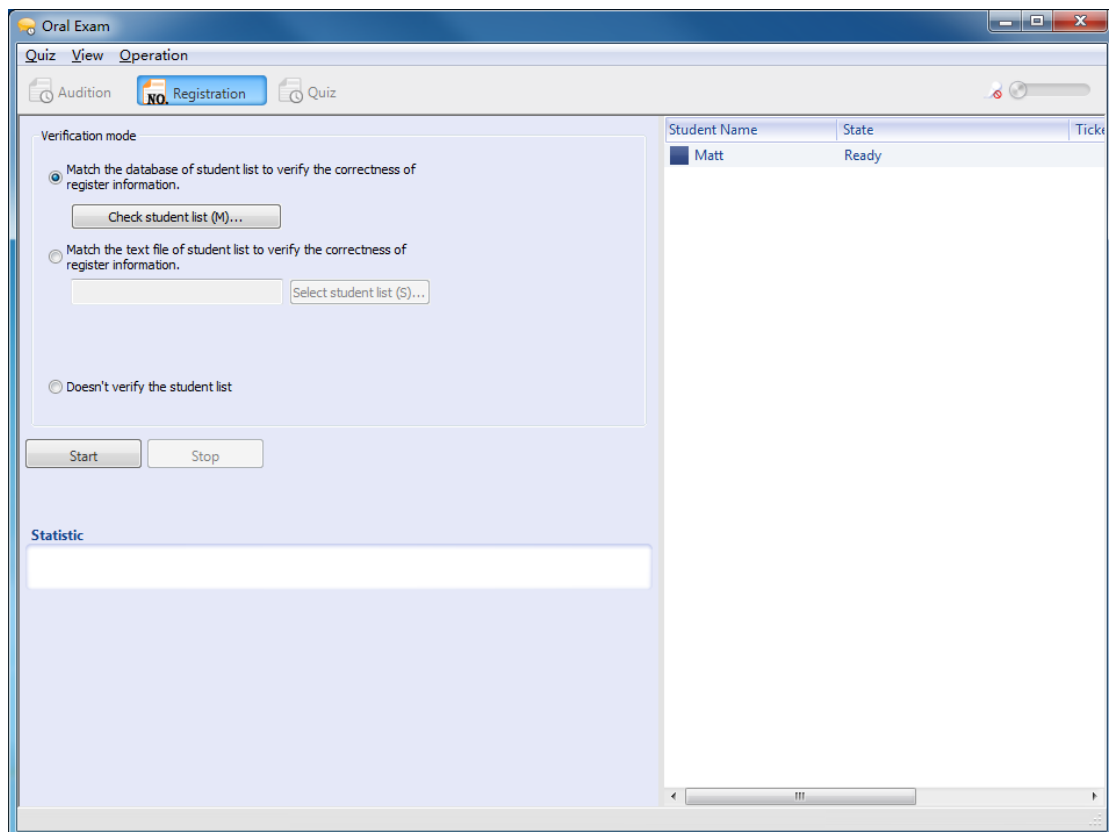 Oral Exam
Quiz View Operation
Audition NO. Registration Quiz
Verification mode
Match the database of student list to verify the correctness of
register information.
Check student list (M)...
Match the text file of student list to verify the correctness of
register information.
Select student list (S)...
Doesn't verify the student list
Start Stop
Statistic
Student Name State Ticke
Matt Ready